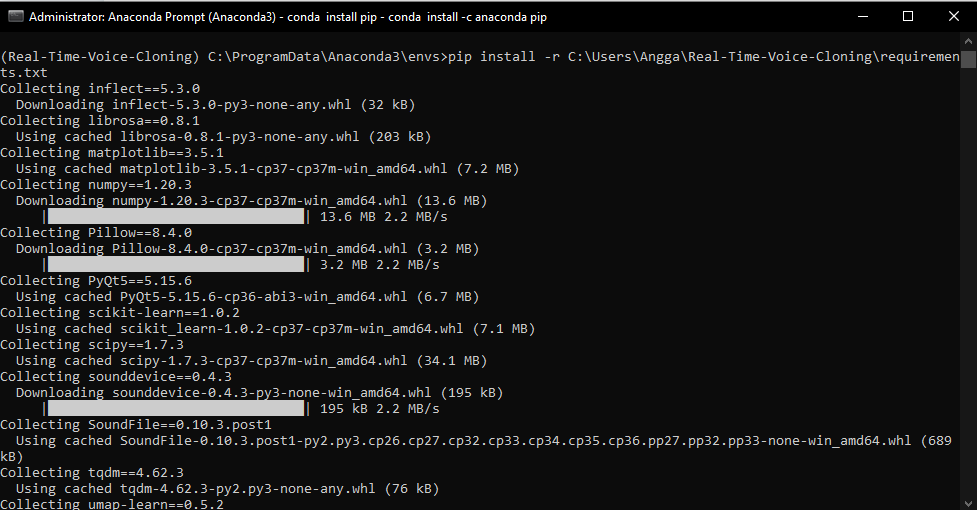 Administrator: Anaconda Prompt (Anaconda3) - conda  install pip - conda  install -c anaconda pip
(Real-Time-Voice-Cloning) C:\ProgramData\Anaconda3\envs>pip install -r C:\Users\Angga\Real-Time-Voice-Cloning\requiremen
ts.txt
Collecting inflect==5.3.0
  Downloading inflect-5.3.0-py3-none-any.whl (32 kB)
Collecting librosa==0.8.1
  Using cached librosa-0.8.1-py3-none-any.whl (203 kB)
Collecting matplotlib==3.5.1
  Using cached matplotlib-3.5.1-cp37-cp37m-win_amd64.whl (7.2 MB)
Collecting numpy==1.20.3
  Downloading numpy-1.20.3-cp37-cp37m-win_amd64.whl (13.6 MB)
     |████████████████████████████████| 13.6 MB 2.2 MB/s
Collecting Pillow==8.4.0
  Downloading Pillow-8.4.0-cp37-cp37m-win_amd64.whl (3.2 MB)
     |████████████████████████████████| 3.2 MB 2.2 MB/s
Collecting PyQt5==5.15.6
  Using cached PyQt5-5.15.6-cp36-abi3-win_amd64.whl (6.7 MB)
Collecting scikit-learn==1.0.2
  Using cached scikit_learn-1.0.2-cp37-cp37m-win_amd64.whl (7.1 MB)
Collecting scipy==1.7.3
  Using cached scipy-1.7.3-cp37-cp37m-win_amd64.whl (34.1 MB)
Collecting sounddevice==0.4.3
  Downloading sounddevice-0.4.3-py3-none-win_amd64.whl (195 kB)
     |████████████████████████████████| 195 kB 2.2 MB/s
Collecting SoundFile==0.10.3.post1
  Using cached SoundFile-0.10.3.post1-py2.py3.cp26.cp27.cp32.cp33.cp34.cp35.cp36.pp27.pp32.pp33-none-win_amd64.whl (689
kB)
Collecting tqdm==4.62.3
  Using cached tqdm-4.62.3-py2.py3-none-any.whl (76 kB)
Collecting umap-learn==0.5.2